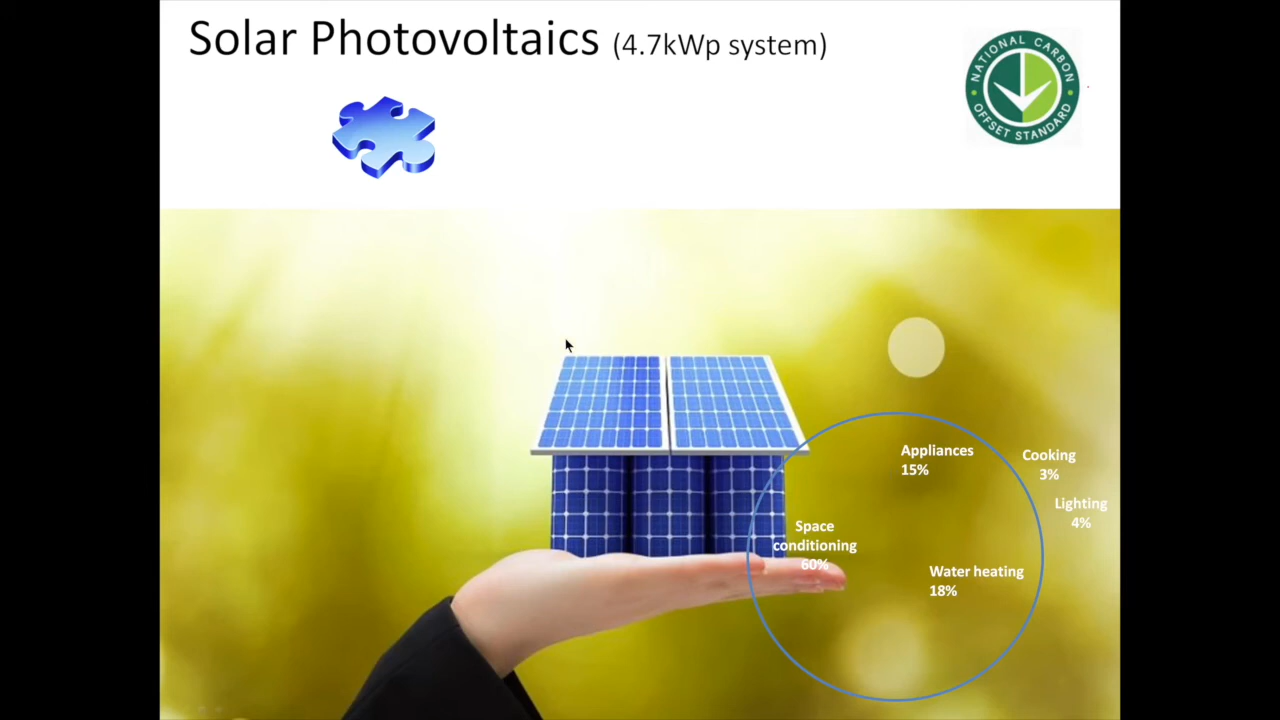 Solar Photovoltaics (4.7kWp system)
NATIONAL CARBON
OFFSET STANDARD
Appliances
15%
Cooking
3%
Lighting
4%
Space
conditioning
60%
Water heating
18%